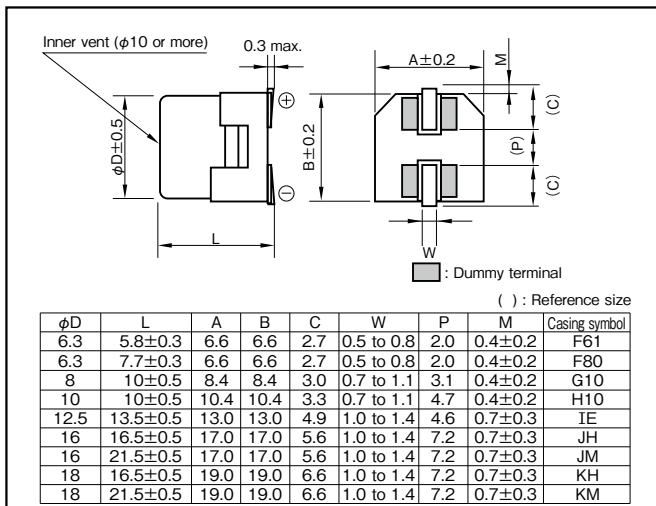 Inner vent (φ10 or more)
0.3 max.
A±0.2
M
φD±0.5
B±0.2
(C)
(P)
(C)
L
W
: Dummy terminal
( ) : Reference size
φD L A B C W P M Casing symbol
6.3 5.8±0.3 6.6 6.6 2.7 0.5 to 0.8 2.0 0.4±0.2 F61
6.3 7.7±0.3 6.6 6.6 2.7 0.5 to 0.8 2.0 0.4±0.2 F80
8 10±0.5 8.4 8.4 3.0 0.7 to 1.1 3.1 0.4±0.2 G10
10 10±0.5 10.4 10.4 3.3 0.7 to 1.1 4.7 0.4±0.2 H10
12.5 13.5±0.5 13.0 13.0 4.9 1.0 to 1.4 4.6 0.7±0.3 IE
16 16.5±0.5 17.0 17.0 5.6 1.0 to 1.4 7.2 0.7±0.3 JH
16 21.5±0.5 17.0 17.0 5.6 1.0 to 1.4 7.2 0.7±0.3 JM
18 16.5±0.5 19.0 19.0 6.6 1.0 to 1.4 7.2 0.7±0.3 KH
18 21.5±0.5 19.0 19.0 6.6 1.0 to 1.4 7.2 0.7±0.3 KM